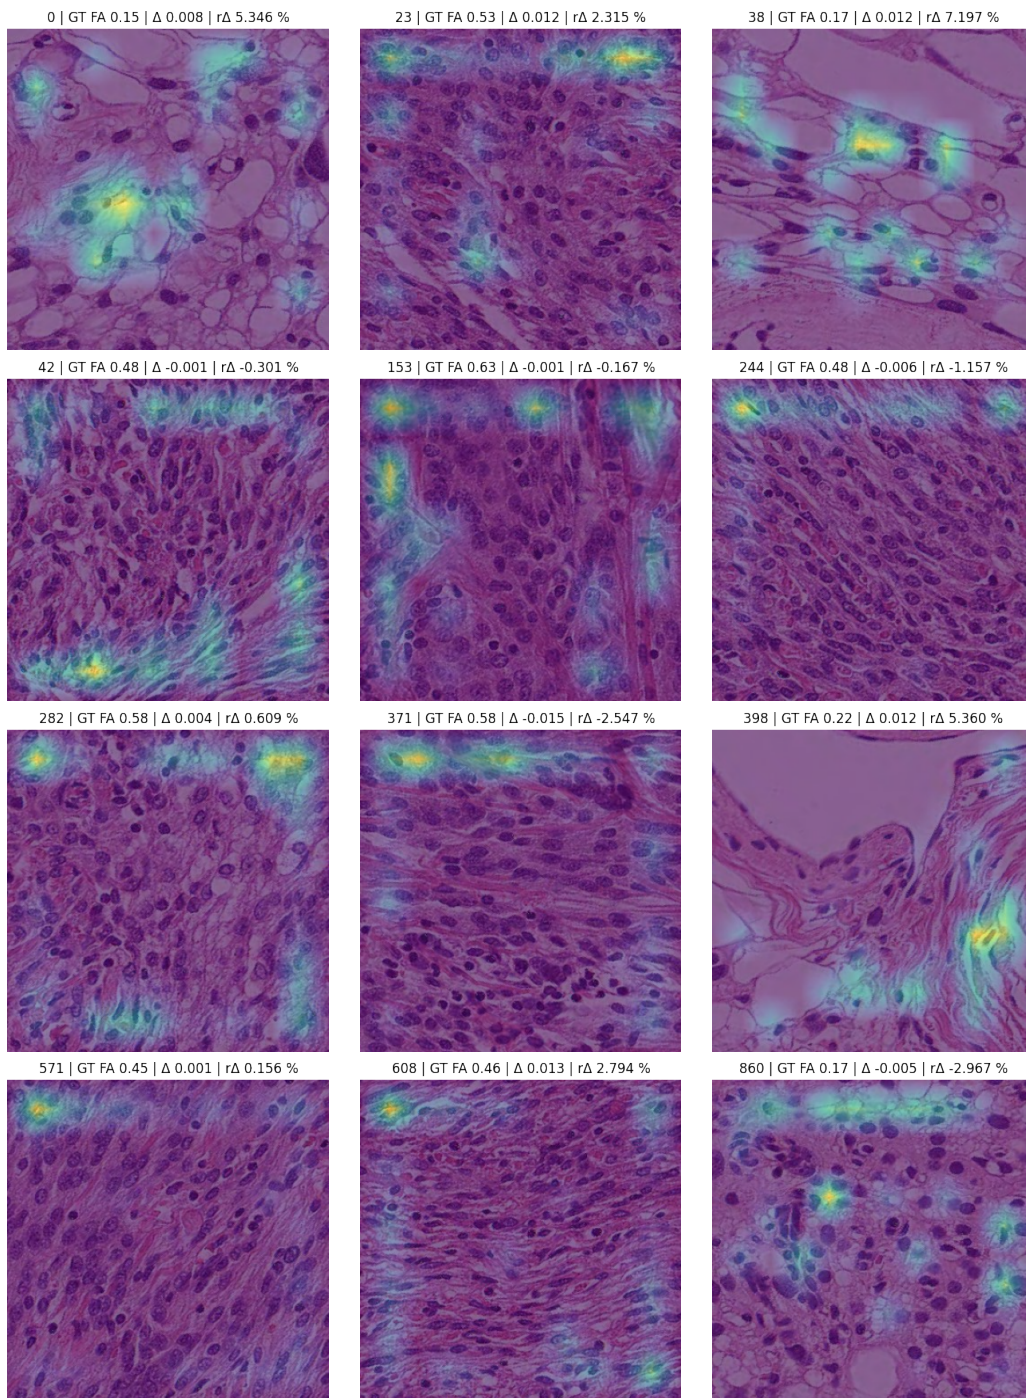 0 | GT FA 0.15 | Δ 0.008 | rΔ 5.346 %
23 | GT FA 0.53 | Δ 0.012 | rΔ 2.315 %
38 | GT FA 0.17 | Δ 0.012 | rΔ 7.197 %
42 | GT FA 0.48 | Δ -0.001 | rΔ -0.301 %
153 | GT FA 0.63 | Δ -0.001 | rΔ -0.167 %
244 | GT FA 0.48 | Δ -0.006 | rΔ -1.157 %
282 | GT FA 0.58 | Δ 0.004 | rΔ 0.609 %
371 | GT FA 0.58 | Δ -0.015 | rΔ -2.547 %
398 | GT FA 0.22 | Δ 0.012 | rΔ 5.360 %
571 | GT FA 0.45 | Δ 0.001 | rΔ 0.156 %
608 | GT FA 0.46 | Δ 0.013 | rΔ 2.794 %
860 | GT FA 0.17 | Δ -0.005 | rΔ -2.967 %